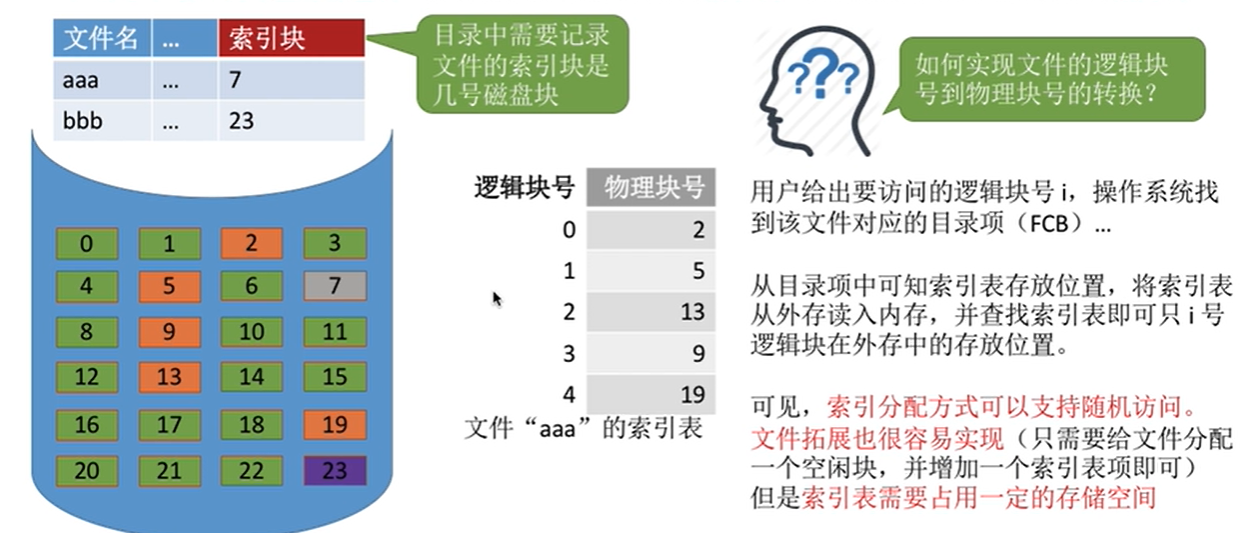 文件名 ... 索引块
aaa ... 7
bbb ... 23
目录中需要记录
文件的索引块是
几号磁盘块
0 1 2 3
4 5 6 7
8 9 10 11
12 13 14 15
16 17 18 19
20 21 22 23
逻辑块号 物理块号
0 2
1 5
2 13
3 9
4 19
文件“aaa”的索引表
???
如何实现文件的逻辑块
号到物理块号的转换？
用户给出要访问的逻辑块号 i，操作系统找
到该文件对应的目录项（FCB）...
从目录项中可知索引表存放位置，将索引表
从外存读入内存，并查找索引表即可只 i 号
逻辑块在外存中的存放位置。
可见，索引分配方式可以支持随机访问。
文件拓展也很容易实现（只需要给文件分配
一个空闲块，并增加一个索引表项即可）
但是索引表需要占用一定的存储空间